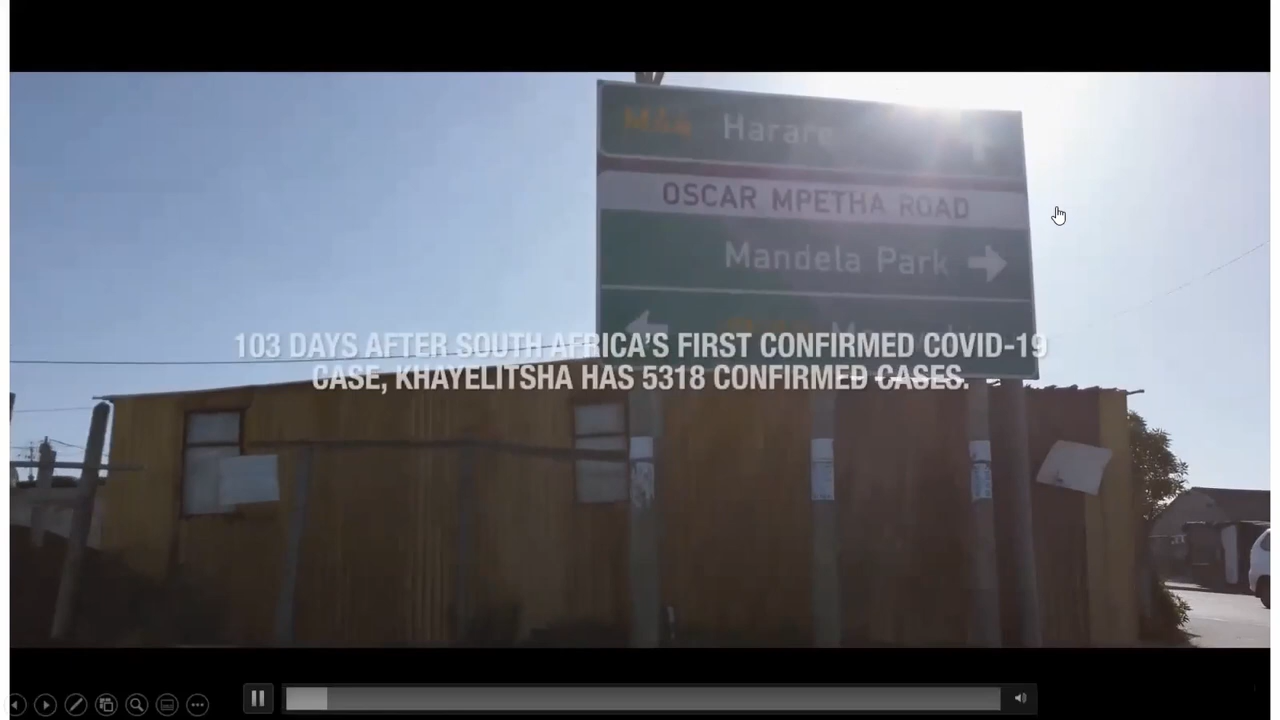 M44 Harare
OSCAR MPETHA ROAD
Mandela Park
103 DAYS AFTER SOUTH AFRICA'S FIRST CONFIRMED COVID-19
CASE, KHAYELITSHA HAS 5318 CONFIRMED CASES.